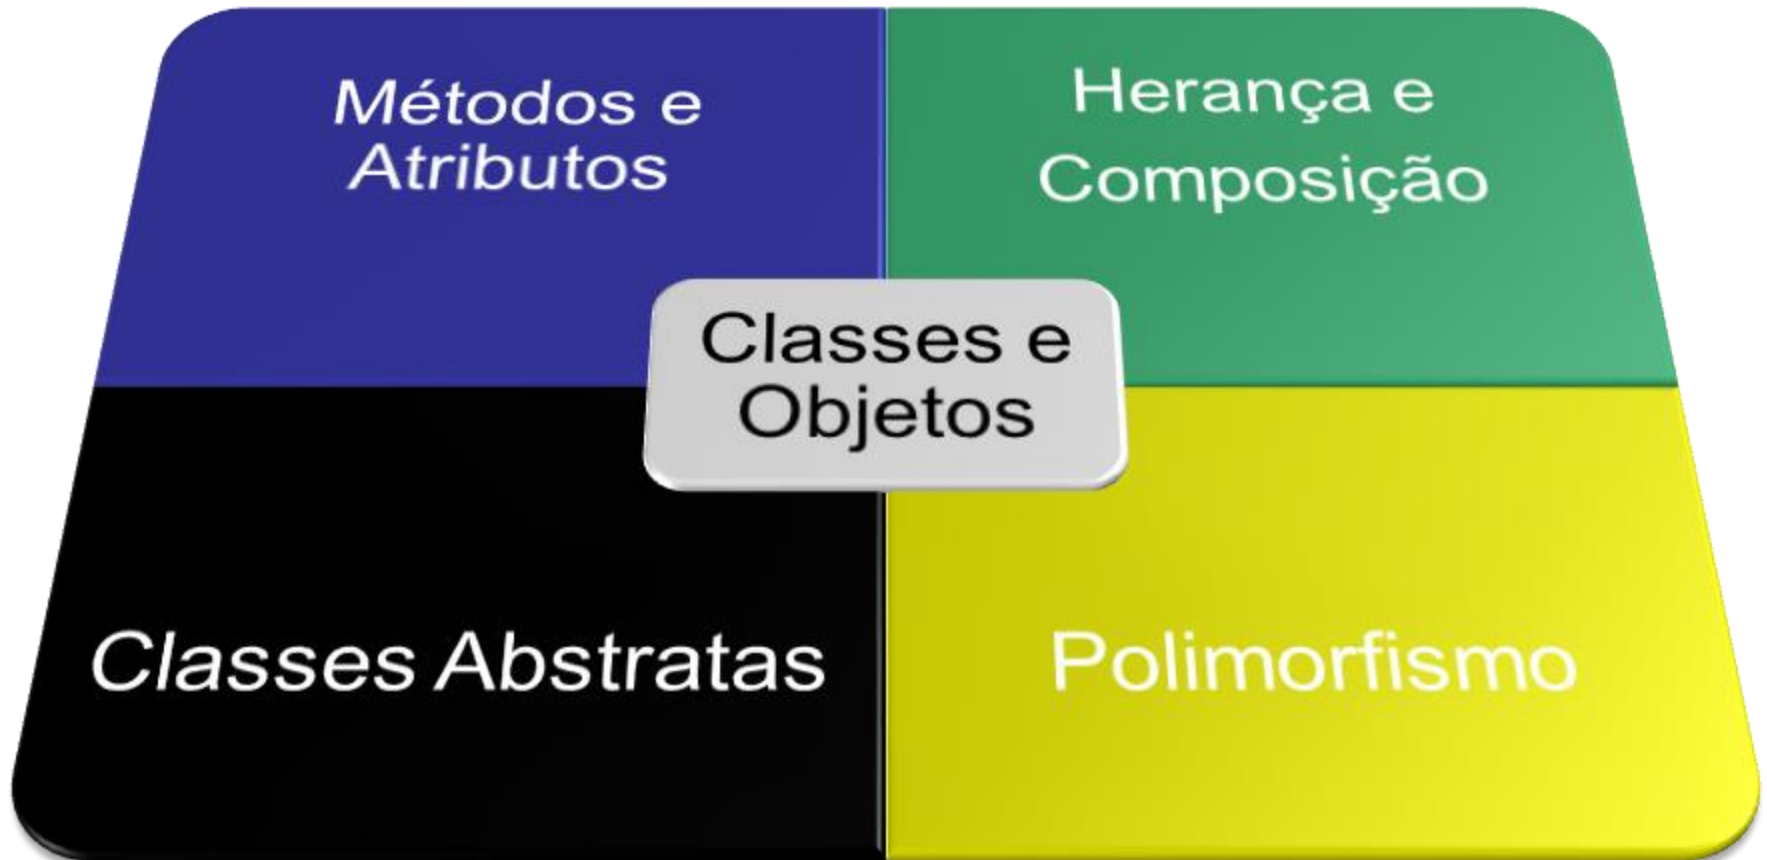 Métodos e
Atributos
Herança e
Composição
Classes e
Objetos
Classes Abstratas
Polimorfismo